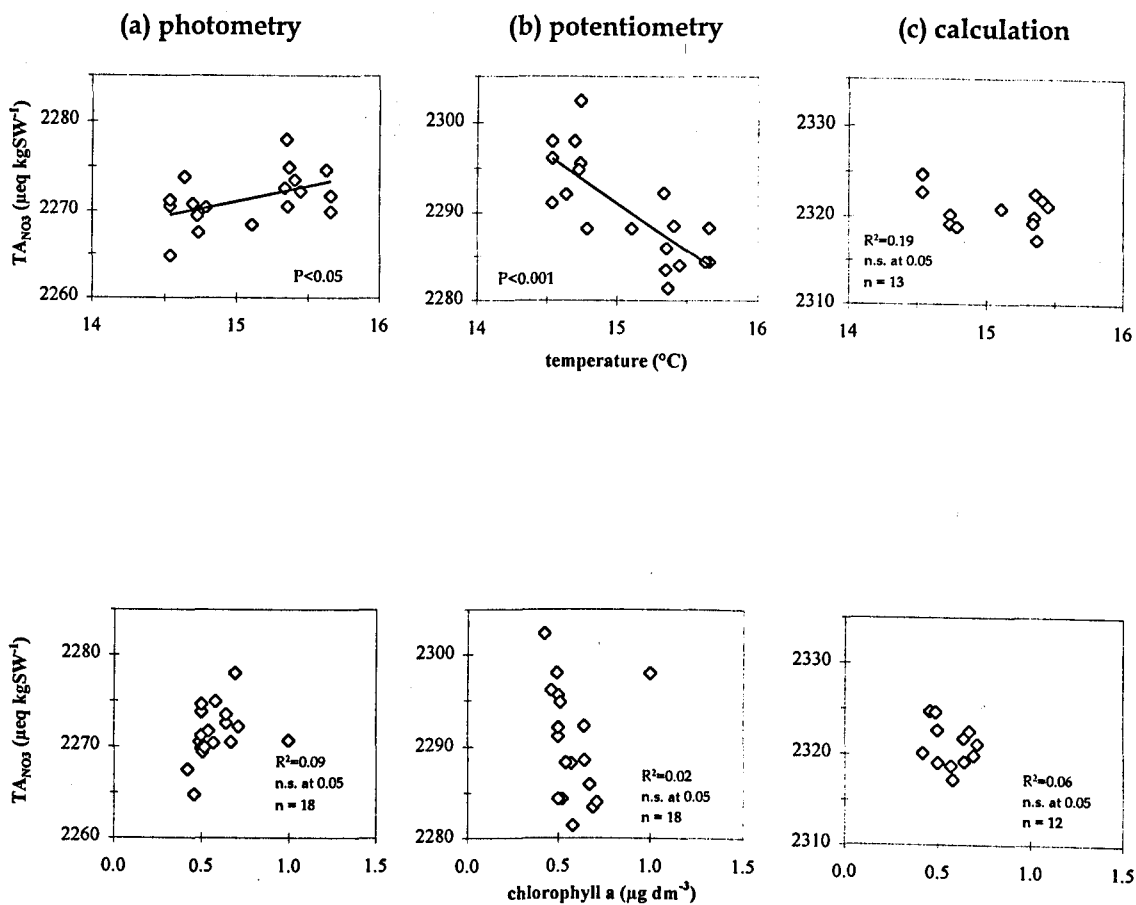 (a) photometry
(b) potentiometry
(c) calculation
TA_NO3 (μeq kgSW⁻¹)
2280
2270
2260
P<0.05
14
15
16
2300
2290
2280
P<0.001
14
15
16
temperature (°C)
2330
2320
2310
R²=0.19
n.s. at 0.05
n = 13
14
15
16
TA_NO3 (μeq kgSW⁻¹)
2280
2270
2260
R²=0.09
n.s. at 0.05
n = 18
0.0
0.5
1.0
1.5
2300
2290
2280
R²=0.02
n.s. at 0.05
n = 18
0.0
0.5
1.0
1.5
chlorophyll a (μg dm⁻³)
2330
2320
2310
R²=0.06
n.s. at 0.05
n = 12
0.0
0.5
1.0
1.5